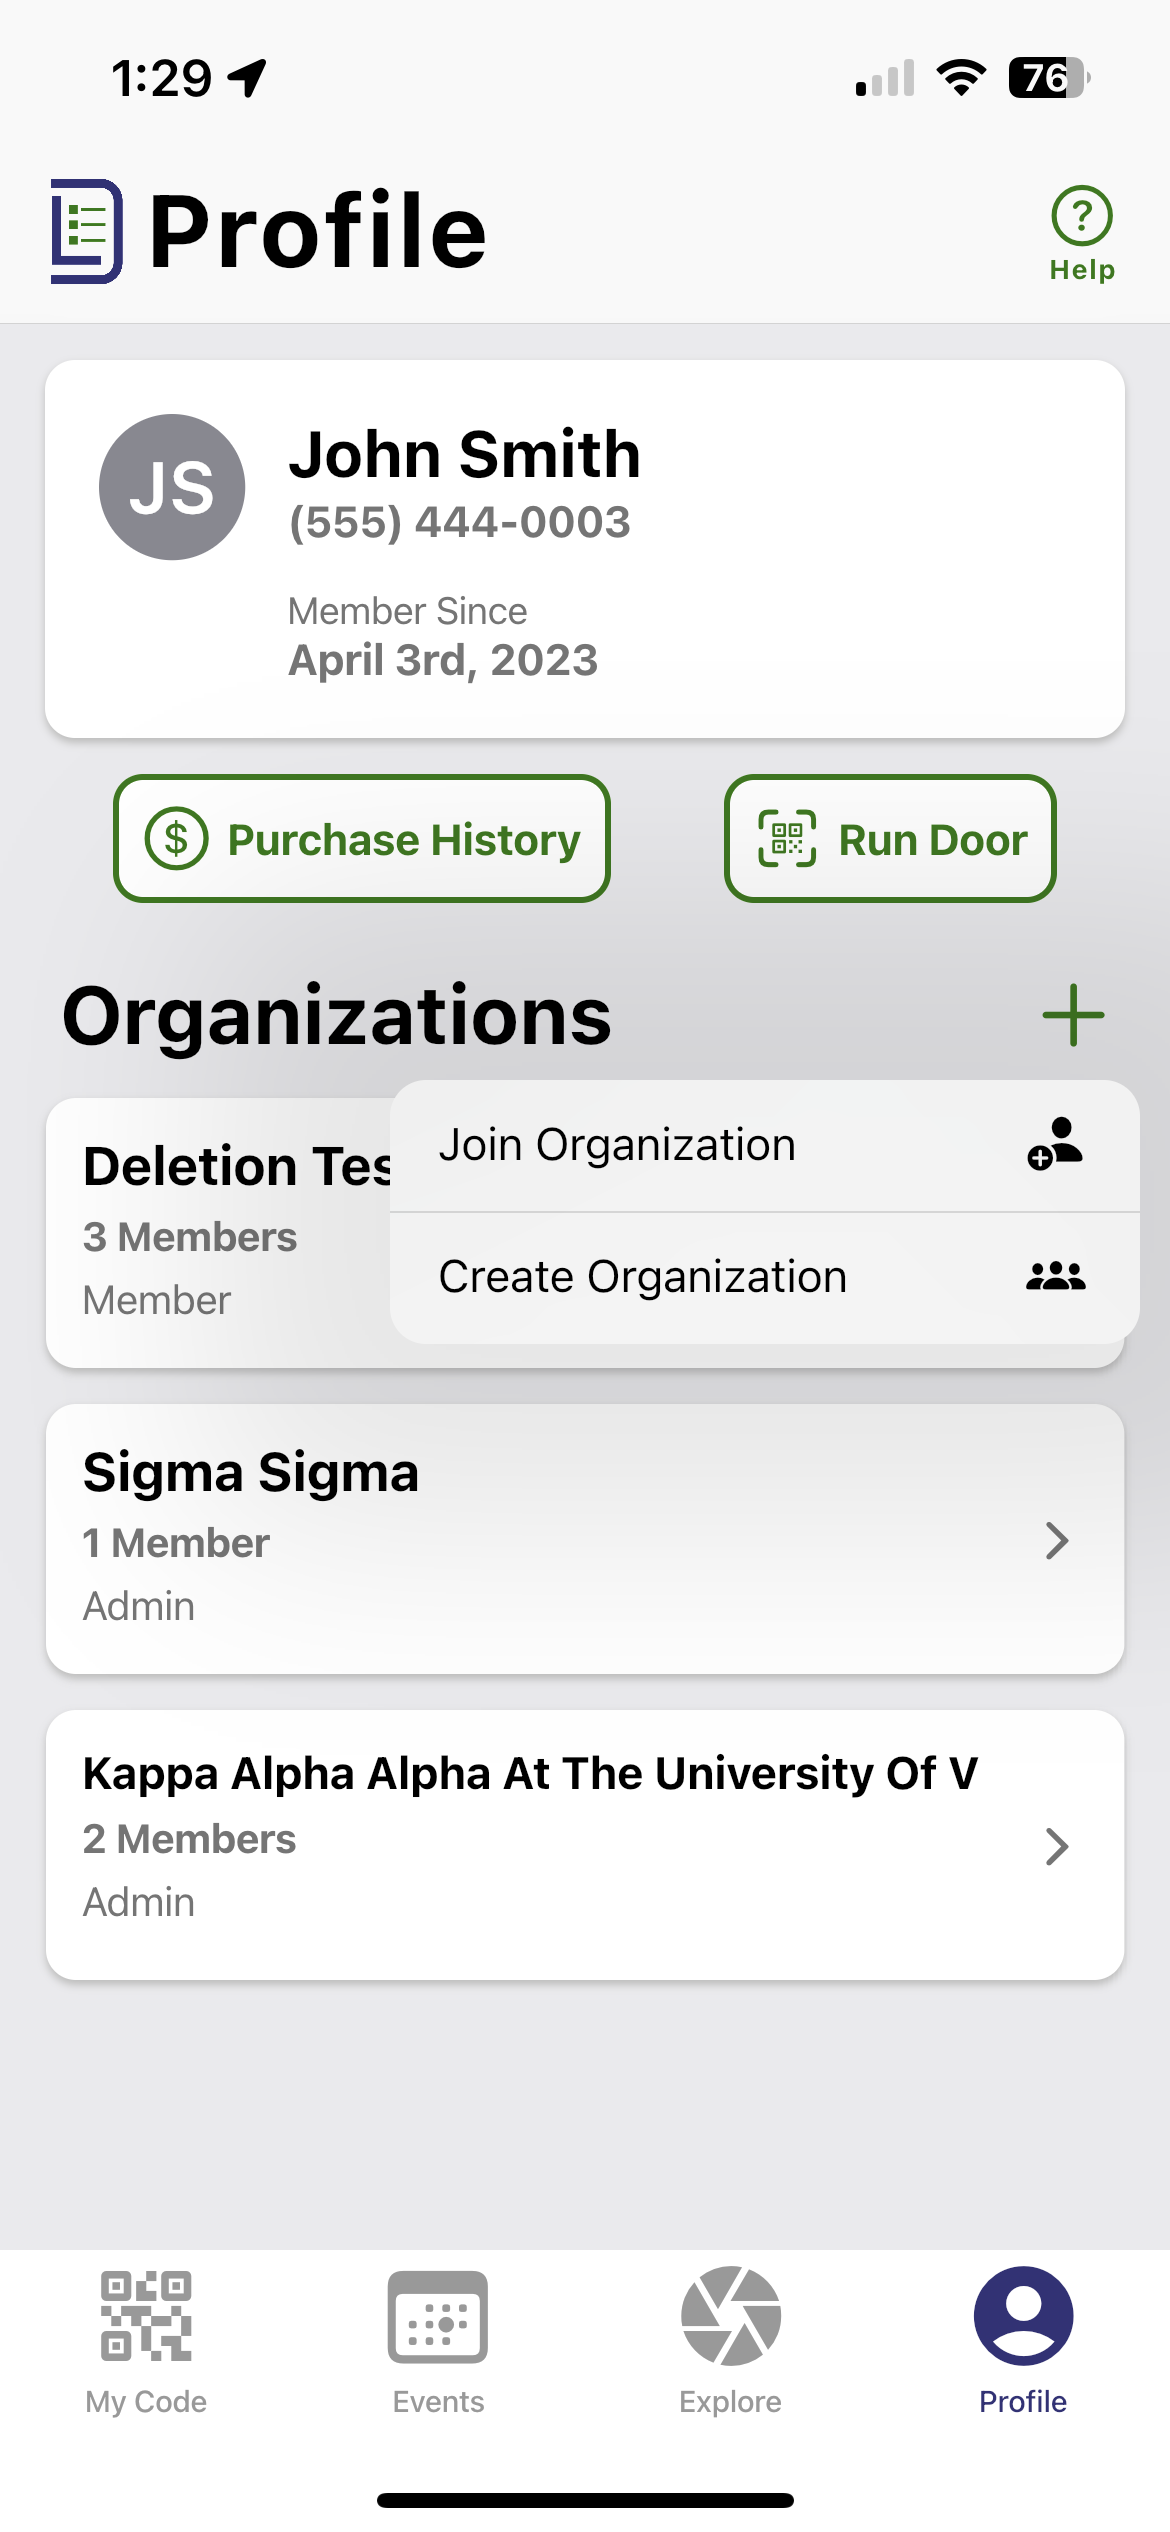 1:29
76
Profile
Help
JS
John Smith
(555) 444-0003
Member Since
April 3rd, 2023
Purchase History
Run Door
Organizations
Join Organization
Create Organization
Deletion Tes
3 Members
Member
Sigma Sigma
1 Member
Admin
Kappa Alpha Alpha At The University Of V
2 Members
Admin
My Code
Events
Explore
Profile